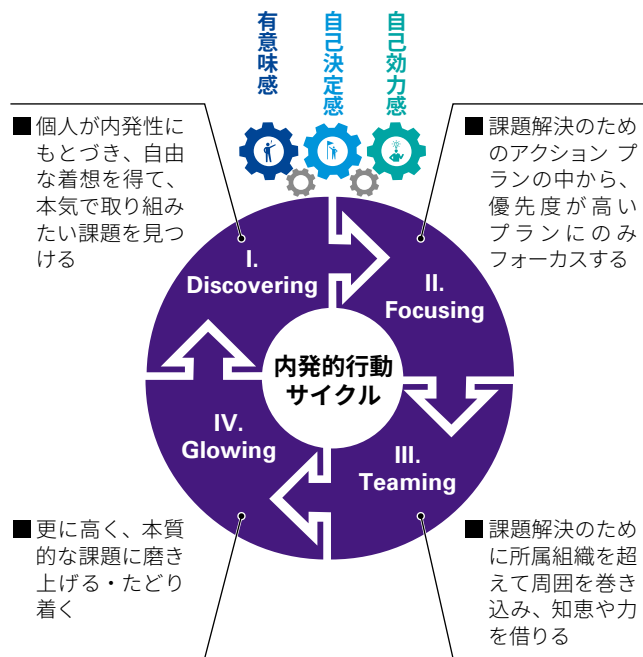 有意味感
自己決定感
自己効力感
■個人が内発性に
もとづき、自由
な着想を得て、
本気で取り組み
たい課題を見つ
ける
■課題解決のため
のアクション プ
ランの中から、
優先度が高い
プランにのみ
フォーカスする
I.
Discovering
II.
Focusing
内発的行動
サイクル
IV.
Glowing
III.
Teaming
■更に高く、本質
的な課題に磨き
上げる・たどり
着く
■課題解決のため
に所属組織を超
えて周囲を巻き
込み、知恵や力
を借りる